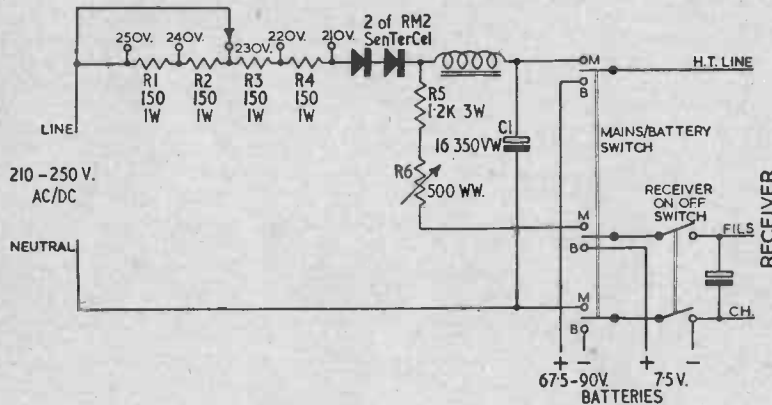 2 of RM2
SenTerCel
250V.
240V.
230V.
220V.
210V.
R1
150
1W
R2
150
1W
R3
150
1W
R4
150
1W
M
B
H.T. LINE
LINE
R5
1·2K 3W
C1
16 350VW
MAINS/BATTERY
SWITCH
210–250 V.
AC/DC
R6
500 WW.
RECEIVER
ON OFF
SWITCH
RECEIVER
NEUTRAL
M
B
FILS
M
B
CH.
+ – + –
67·5–90V. 7·5V.
BATTERIES